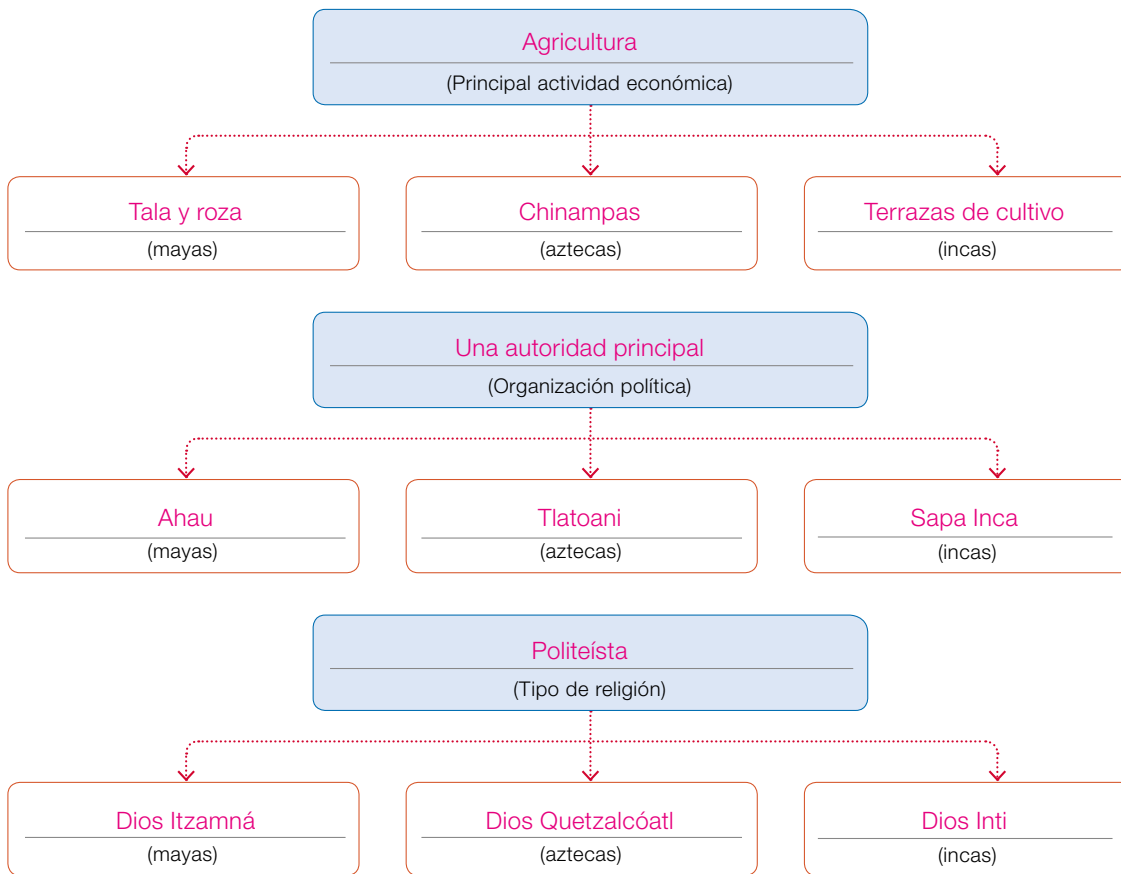 Agricultura
(Principal actividad económica)
Tala y roza
(mayas)
Chinampas
(aztecas)
Terrazas de cultivo
(incas)
Una autoridad principal
(Organización política)
Ahau
(mayas)
Tlatoani
(aztecas)
Sapa Inca
(incas)
Politeísta
(Tipo de religión)
Dios Itzamná
(mayas)
Dios Quetzalcóatl
(aztecas)
Dios Inti
(incas)